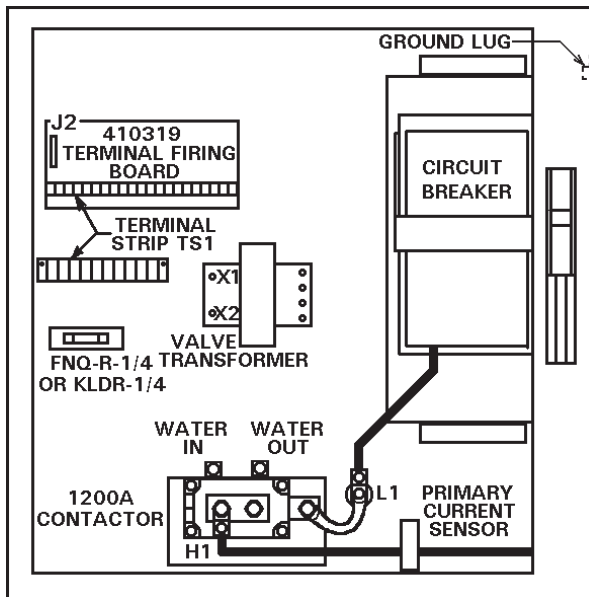 GROUND LUG
J2
410319
TERMINAL FIRING
BOARD
CIRCUIT
BREAKER
TERMINAL
STRIP TS1
X1
X2
VALVE
TRANSFORMER
FNQ-R-1/4
OR KLDR-1/4
WATER
IN
WATER
OUT
1200A
CONTACTOR
L1
PRIMARY
CURRENT
SENSOR
H1